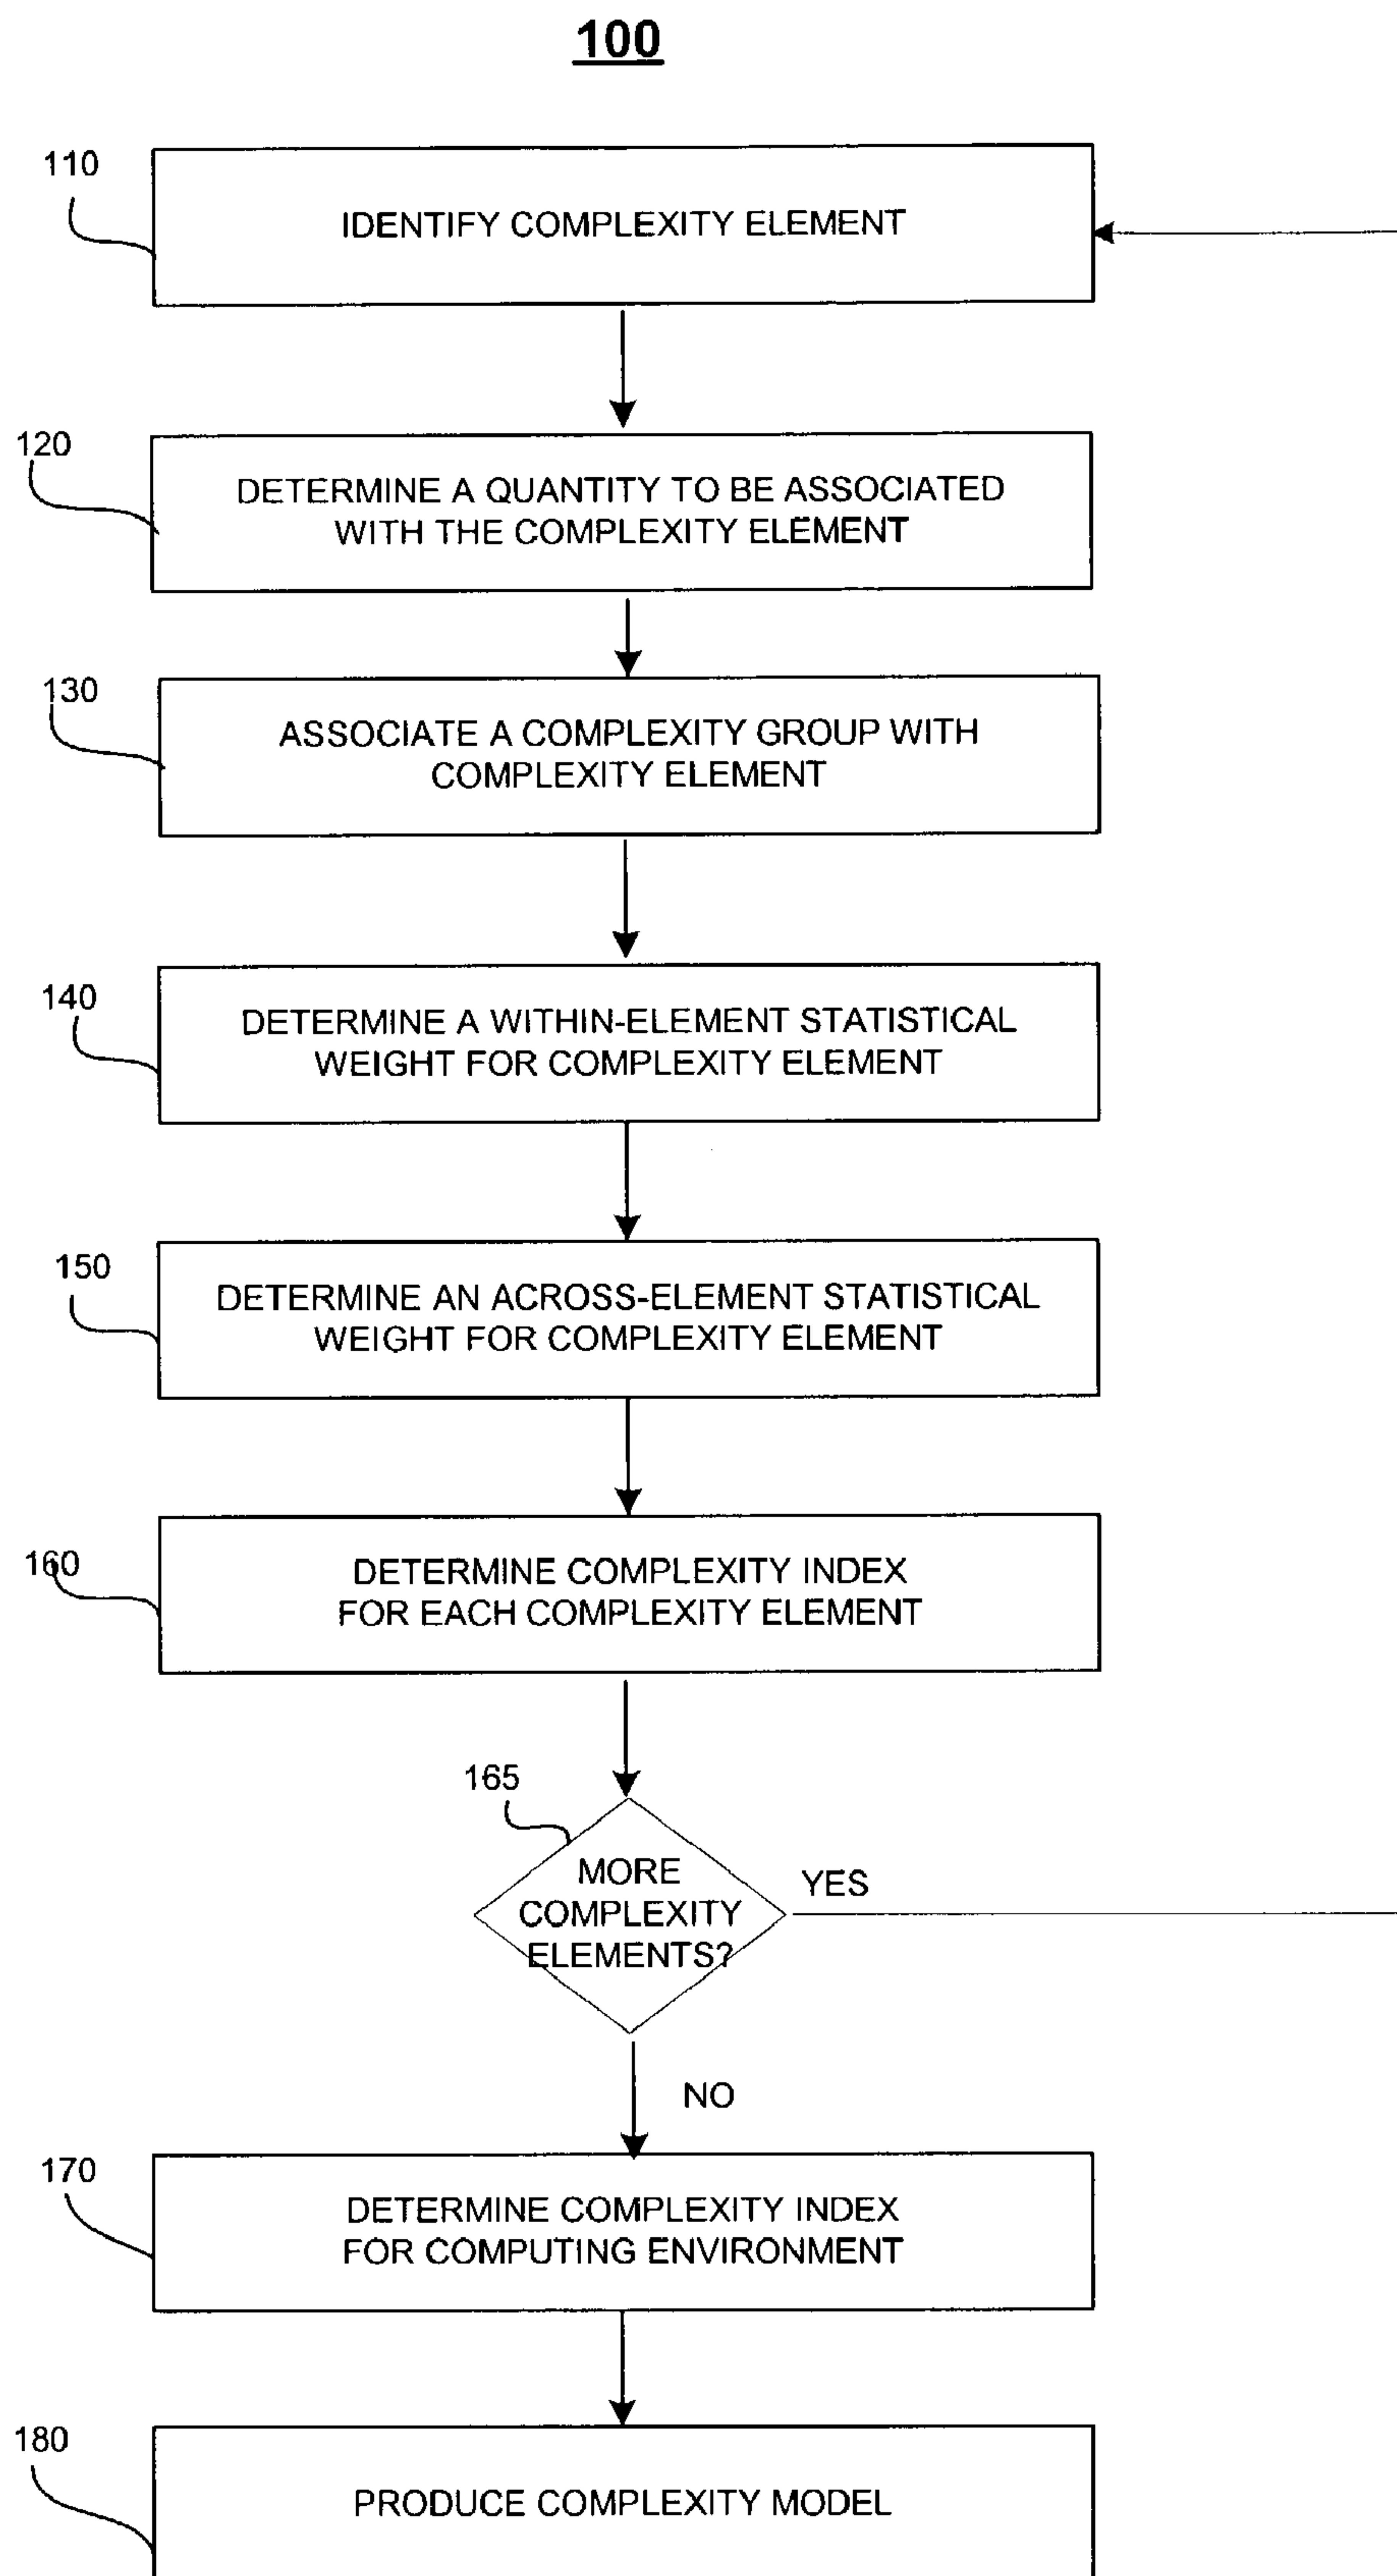 100
110
IDENTIFY COMPLEXITY ELEMENT
120
DETERMINE A QUANTITY TO BE ASSOCIATED
WITH THE COMPLEXITY ELEMENT
130
ASSOCIATE A COMPLEXITY GROUP WITH
COMPLEXITY ELEMENT
140
DETERMINE A WITHIN-ELEMENT STATISTICAL
WEIGHT FOR COMPLEXITY ELEMENT
150
DETERMINE AN ACROSS-ELEMENT STATISTICAL
WEIGHT FOR COMPLEXITY ELEMENT
160
DETERMINE COMPLEXITY INDEX
FOR EACH COMPLEXITY ELEMENT
165
MORE
COMPLEXITY
ELEMENTS?
YES
NO
170
DETERMINE COMPLEXITY INDEX
FOR COMPUTING ENVIRONMENT
180
PRODUCE COMPLEXITY MODEL